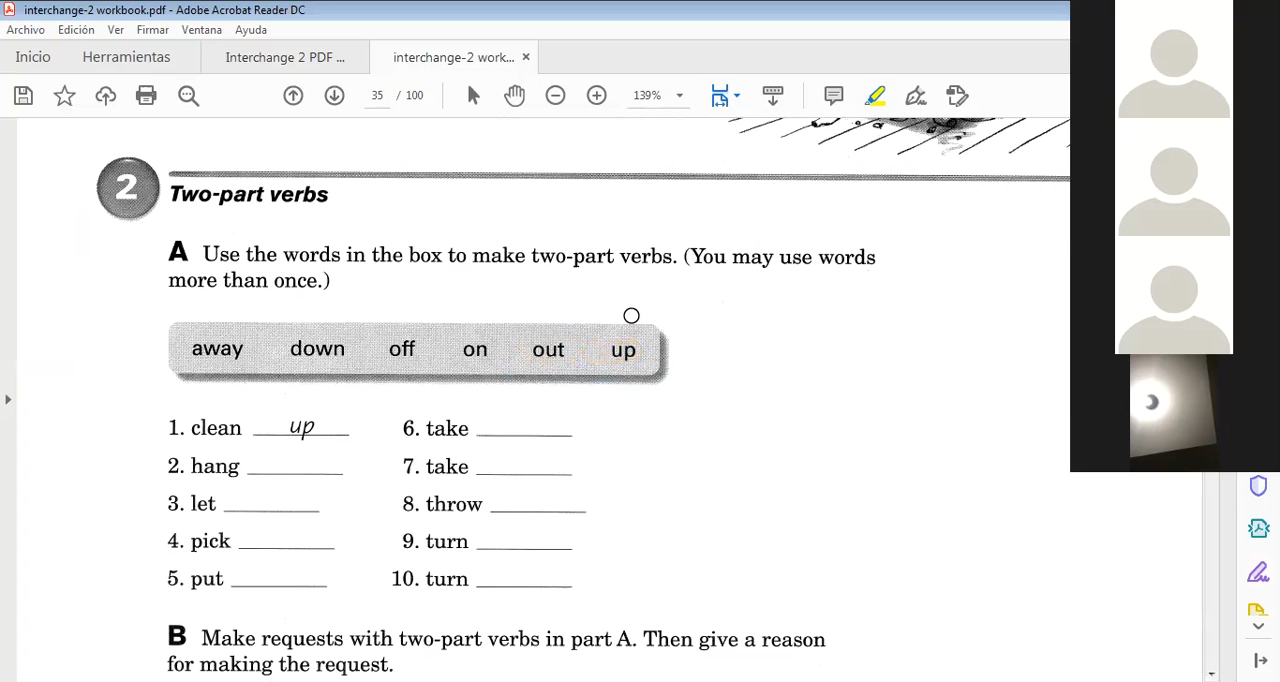 interchange-2 workbook.pdf - Adobe Acrobat Reader DC
Archivo Edición Ver Firmar Ventana Ayuda
Inicio Herramientas Interchange 2 PDF ... interchange-2 work... ×
35 / 100 139%
2
Two-part verbs
A Use the words in the box to make two-part verbs. (You may use words
more than once.)
away down off on out up
1. clean up
2. hang
3. let
4. pick
5. put
6. take
7. take
8. throw
9. turn
10. turn
B Make requests with two-part verbs in part A. Then give a reason
for making the request.